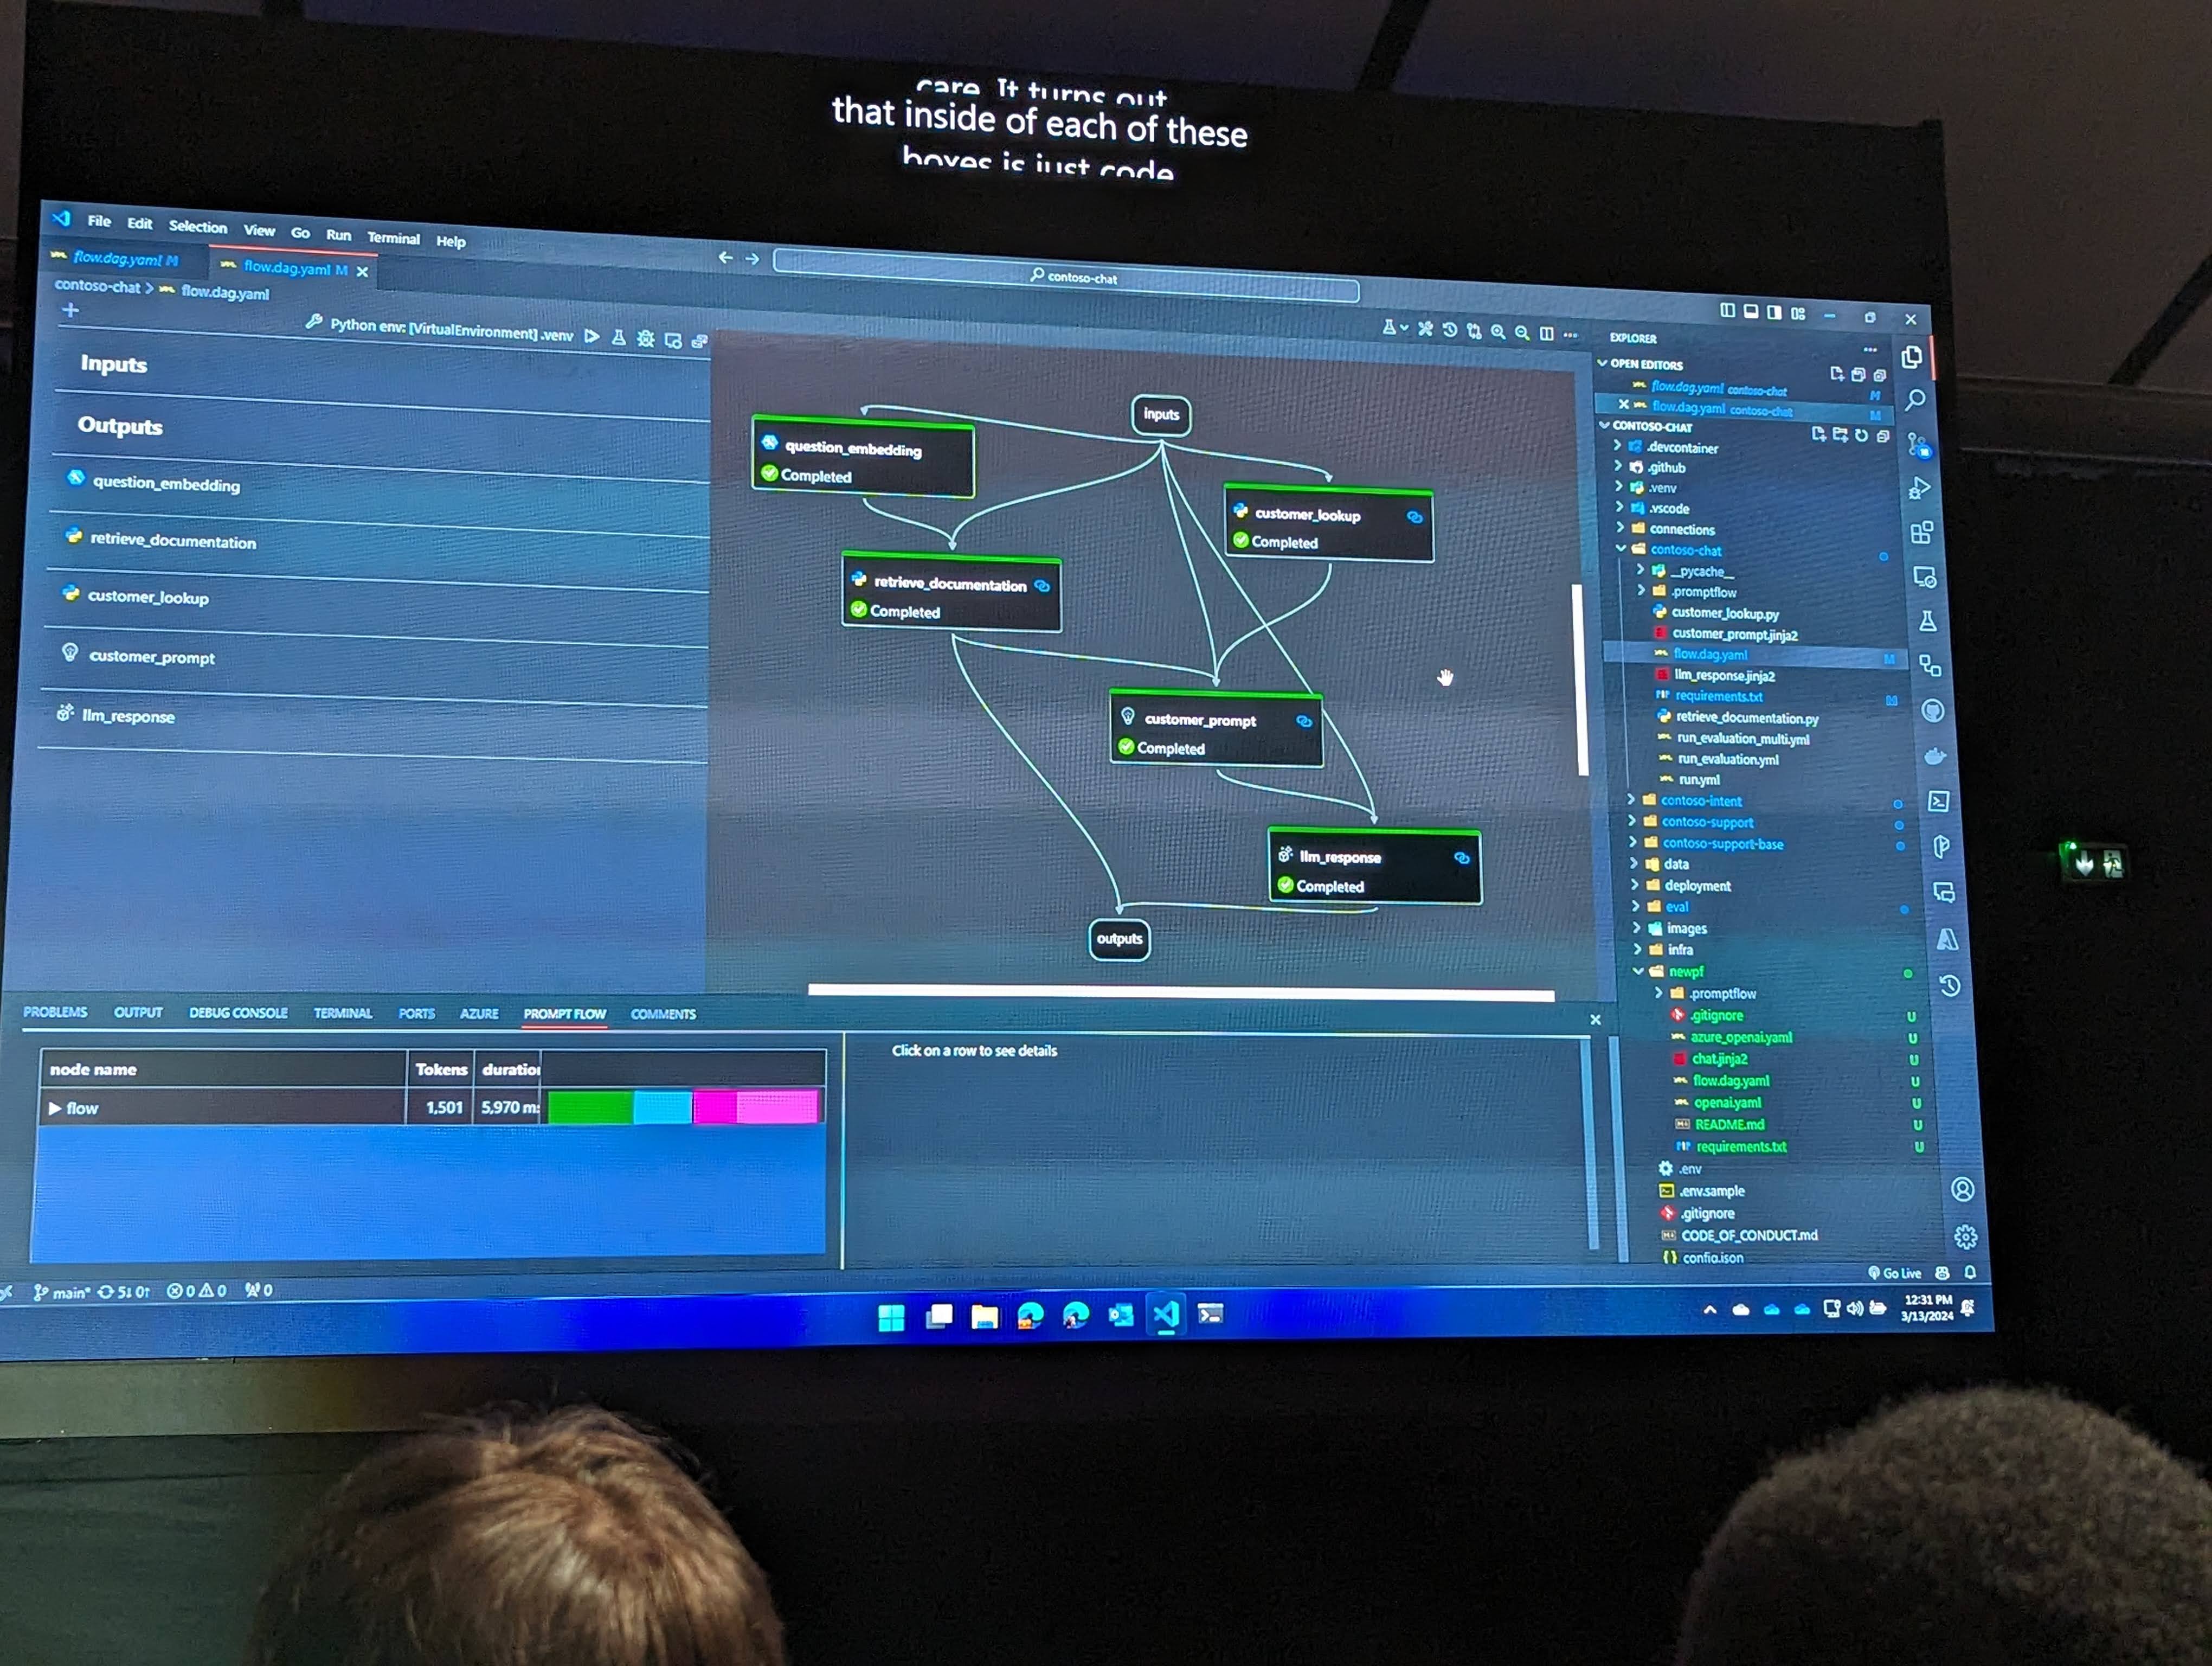 care. It turns out
that inside of each of these
boxes is just code
File Edit Selection View Go Run Terminal Help
contoso-chat
flow.dag.yaml M
flow.dag.yaml M
contoso-chat > flow.dag.yaml
Python env: [VirtualEnvironment] .venv
Inputs
Outputs
question_embedding
retrieve_documentation
customer_lookup
customer_prompt
llm_response
inputs
question_embedding
Completed
customer_lookup
Completed
retrieve_documentation
Completed
customer_prompt
Completed
llm_response
Completed
outputs
EXPLORER
OPEN EDITORS
flow.dag.yaml contoso-chat M
flow.dag.yaml contoso-chat M
CONTOSO-CHAT
.devcontainer
.github
.venv
.vscode
connections
contoso-chat
__pycache__
.promptflow
customer_lookup.py
customer_prompt.jinja2
flow.dag.yaml M
llm_response.jinja2
requirements.txt M
retrieve_documentation.py
run_evaluation_multi.yml
run_evaluation.yml
run.yml
contoso-intent
contoso-support
contoso-support-base
data
deployment
eval
images
infra
newpf
.promptflow
.gitignore U
azure_openai.yaml U
chat.jinja2 U
flow.dag.yaml U
openai.yaml U
README.md U
requirements.txt U
.env
.env.sample
.gitignore
CODE_OF_CONDUCT.md
config.json
PROBLEMS OUTPUT DEBUG CONSOLE TERMINAL PORTS AZURE PROMPT FLOW COMMENTS
node name Tokens duration
flow 1,501 5,970 ms
Click on a row to see details
main* 5↓ 0↑ 0 0 0
Go Live
12:31 PM
3/13/2024